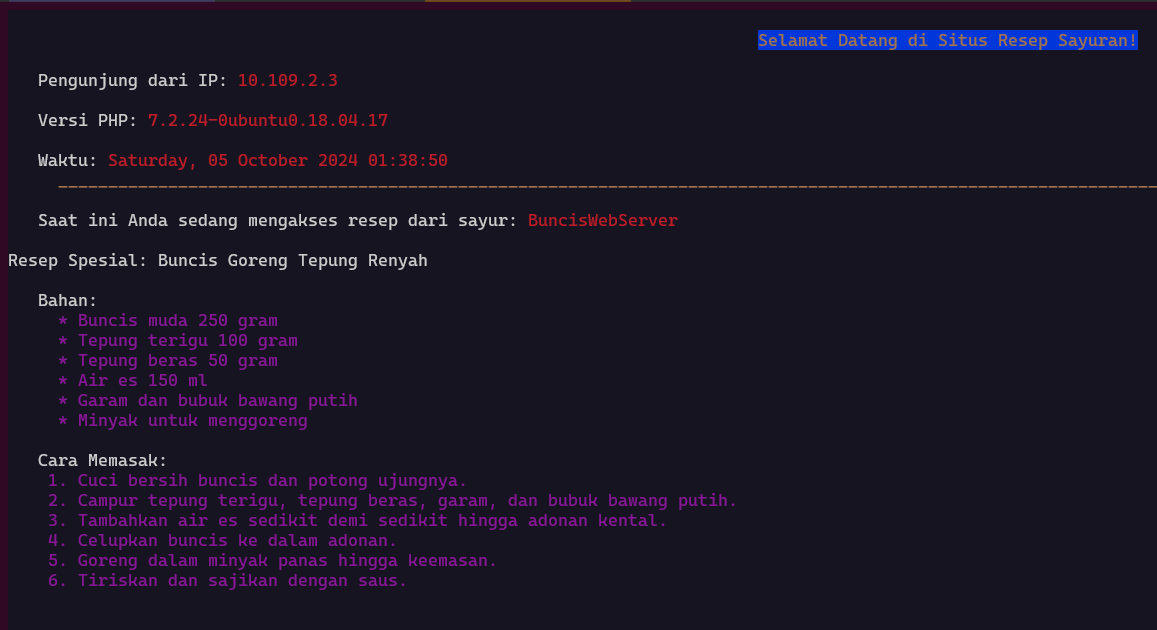 Selamat Datang di Situs Resep Sayuran!
Pengunjung dari IP: 10.109.2.3
Versi PHP: 7.2.24-0ubuntu0.18.04.17
Waktu: Saturday, 05 October 2024 01:38:50
Saat ini Anda sedang mengakses resep dari sayur: BuncisWebServer
Resep Spesial: Buncis Goreng Tepung Renyah
Bahan:
* Buncis muda 250 gram
* Tepung terigu 100 gram
* Tepung beras 50 gram
* Air es 150 ml
* Garam dan bubuk bawang putih
* Minyak untuk menggoreng
Cara Memasak:
1. Cuci bersih buncis dan potong ujungnya.
2. Campur tepung terigu, tepung beras, garam, dan bubuk bawang putih.
3. Tambahkan air es sedikit demi sedikit hingga adonan kental.
4. Celupkan buncis ke dalam adonan.
5. Goreng dalam minyak panas hingga keemasan.
6. Tiriskan dan sajikan dengan saus.